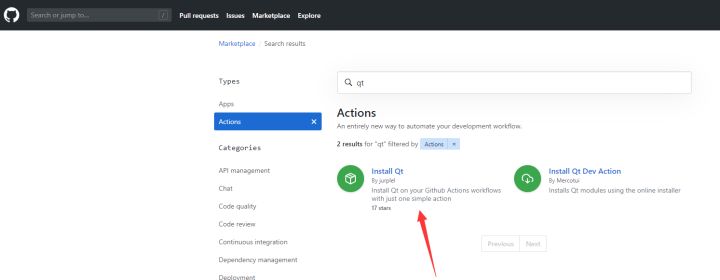 Search or jump to...
/
Pull requests Issues Marketplace Explore
Marketplace / Search results
Types
Apps
Actions ×
Categories
API management
Chat
Code quality
Code review
Continuous integration
Dependency management
Deployment
qt
Actions
An entirely new way to automate your development workflow.
2 results for "qt" filtered by Actions ×
Install Qt
By jurplel
Install Qt on your Github Actions workflows
with just one simple action
17 stars
Install Qt Dev Action
By Mercotui
Installs Qt modules using the online installer
Previous Next